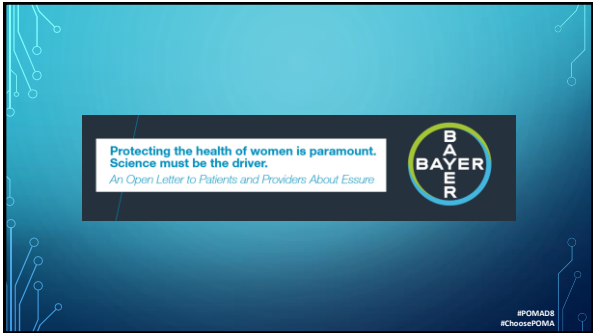 Protecting the health of women is paramount.
Science must be the driver.
An Open Letter to Patients and Providers About Essure
BAYER
BAYER
#POMAD8
#ChoosePOMA